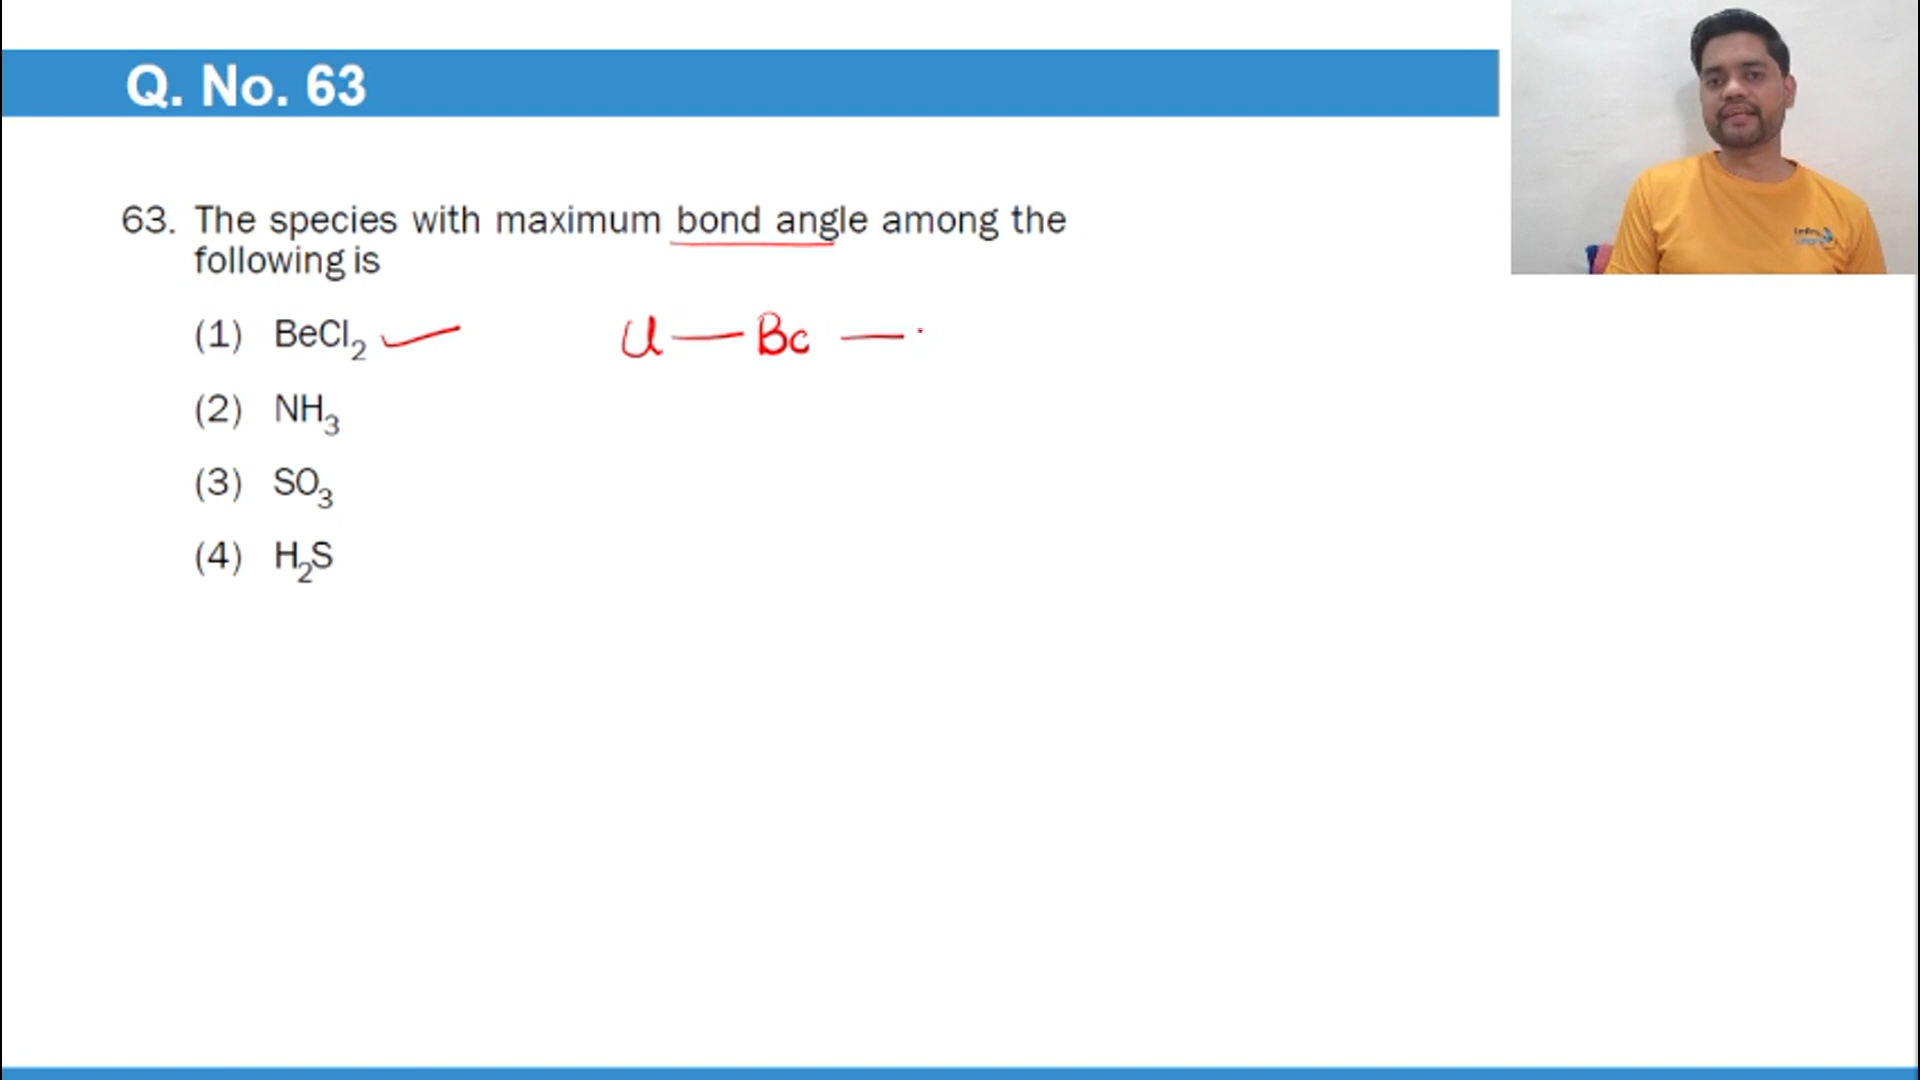 Q. No. 63
63. The species with maximum bond angle among the
following is
(1) BeCl₂ Cl — Be —
(2) NH₃
(3) SO₃
(4) H₂S